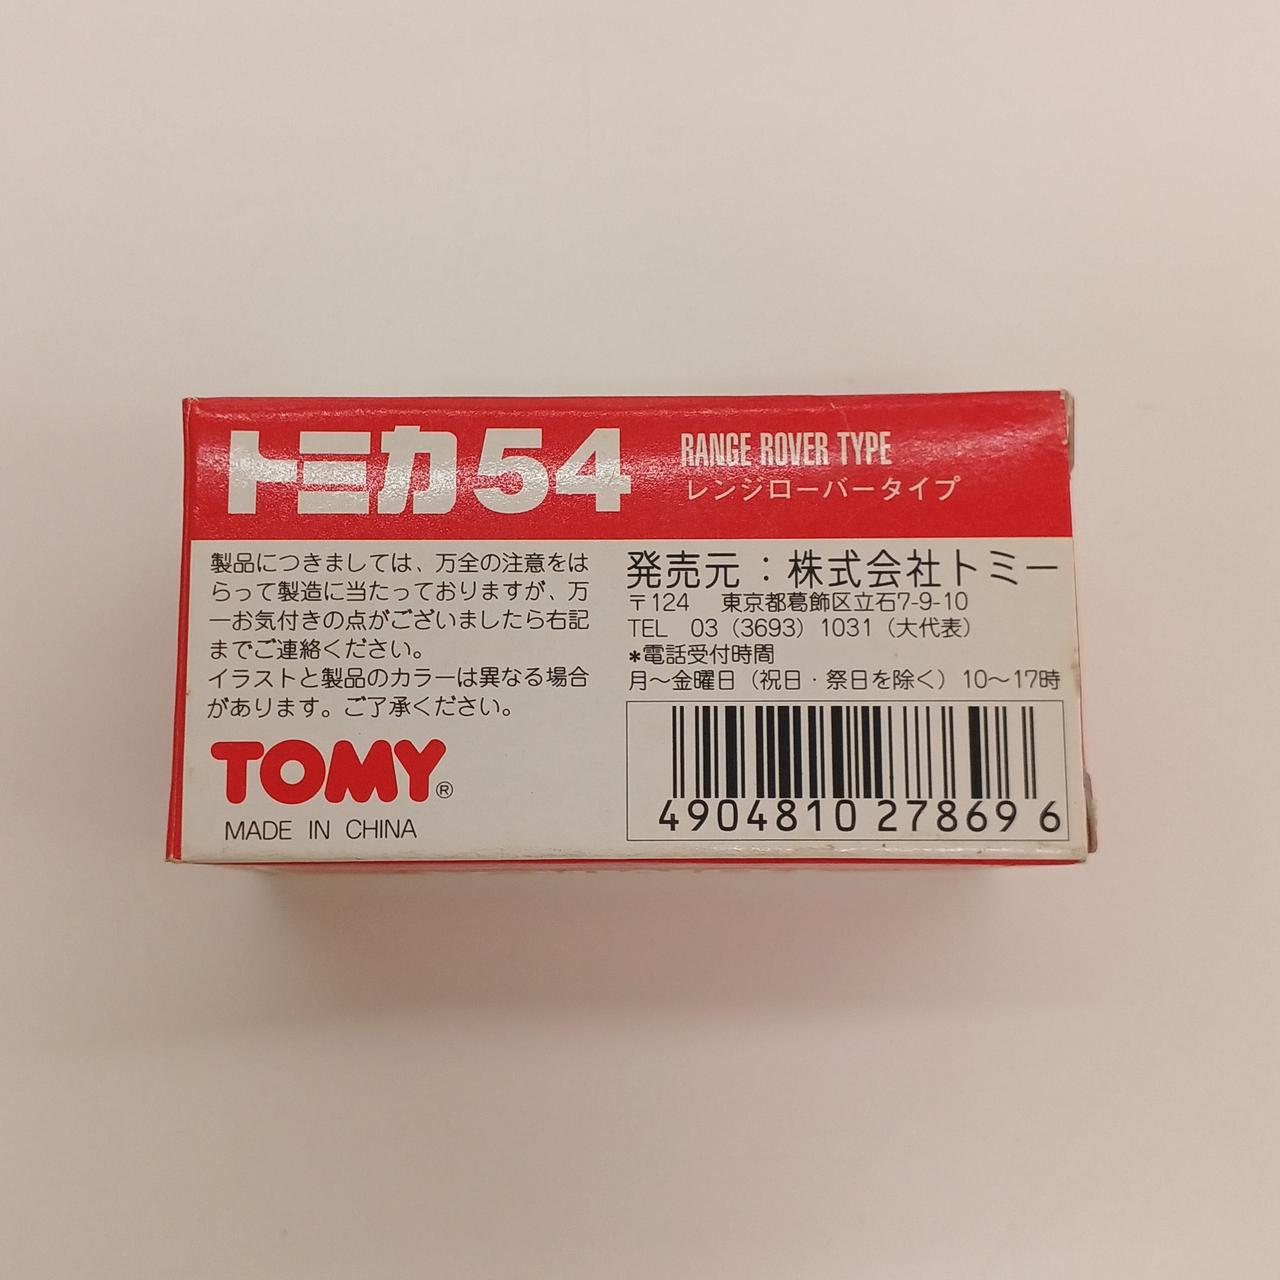 トミカ54
RANGE ROVER TYPE
レンジローバータイプ
製品につきましては、万全の注意をは
らって製造に当たっておりますが、万
一お気付きの点がございましたら右記
までご連絡ください。
イラストと製品のカラーは異なる場合
があります。ご了承ください。
TOMY®
MADE IN CHINA
発売元：株式会社トミー
〒124 東京都葛飾区立石7-9-10
TEL 03（3693）1031（大代表）
*電話受付時間
月～金曜日（祝日・祭日を除く）10～17時
4904810 278696